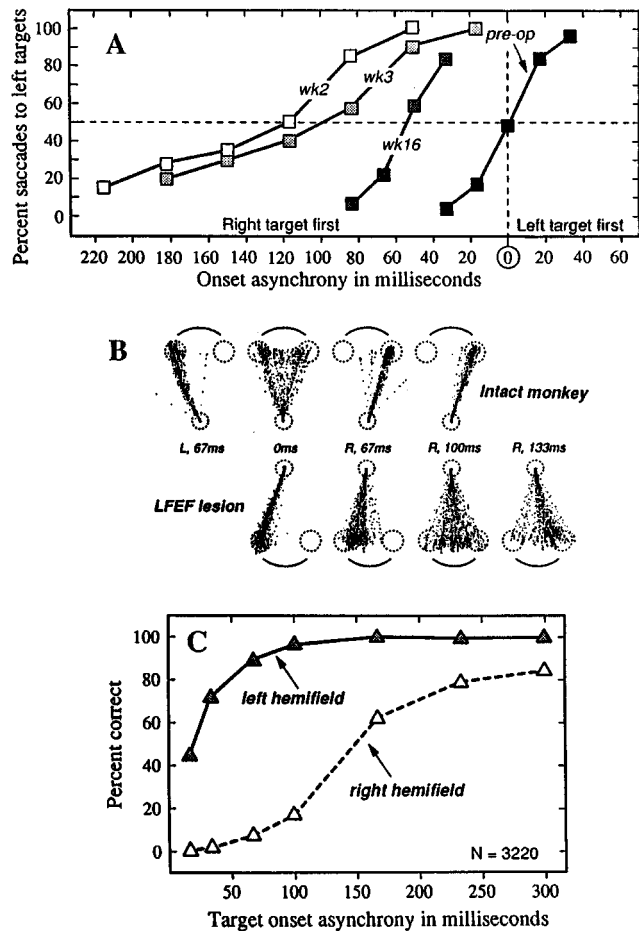 A
pre-op
wk2
wk3
wk16
Percent saccades to left targets
100
80
60
40
20
0
Right target first
Left target first
220 200 180 160 140 120 100 80 60 40 20 0 20 40 60
Onset asynchrony in milliseconds
B
Intact monkey
L, 67ms 0ms R, 67ms R, 100ms R, 133ms
LFEF lesion
C
Percent correct
100
80
60
40
20
0
left hemifield
right hemifield
N = 3220
50 100 150 200 250 300
Target onset asynchrony in milliseconds